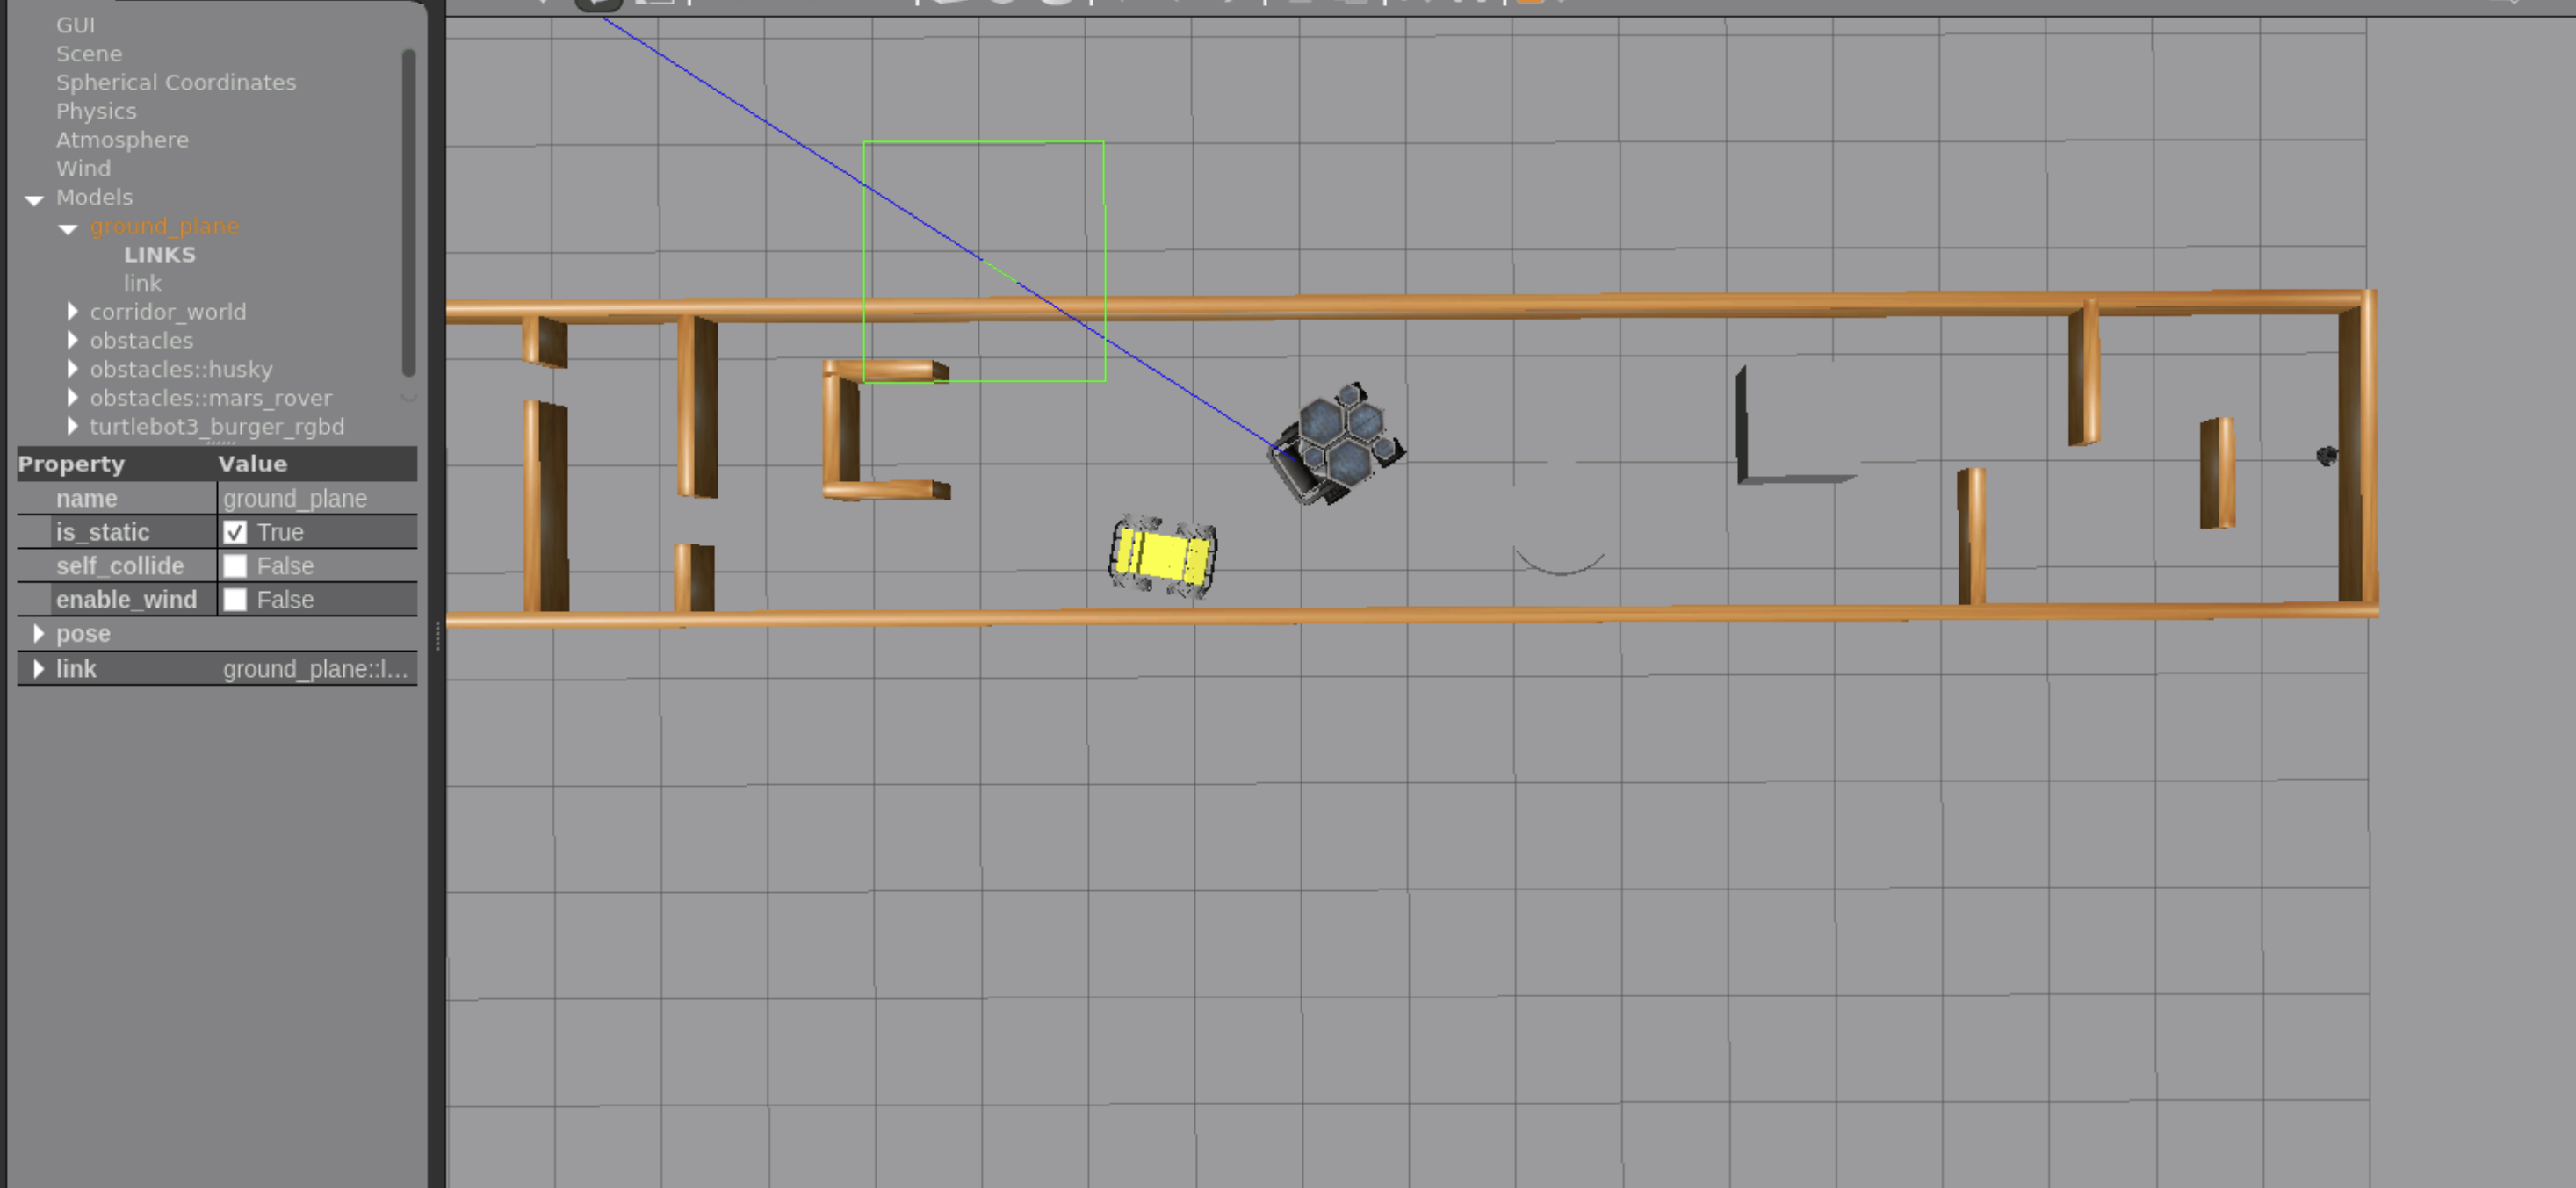 GUI
Scene
Spherical Coordinates
Physics
Atmosphere
Wind
Models
ground_plane
LINKS
link
corridor_world
obstacles
obstacles::husky
obstacles::mars_rover
turtlebot3_burger_rgbd
Property Value
name ground_plane
is_static True
self_collide False
enable_wind False
pose
link ground_plane::l...